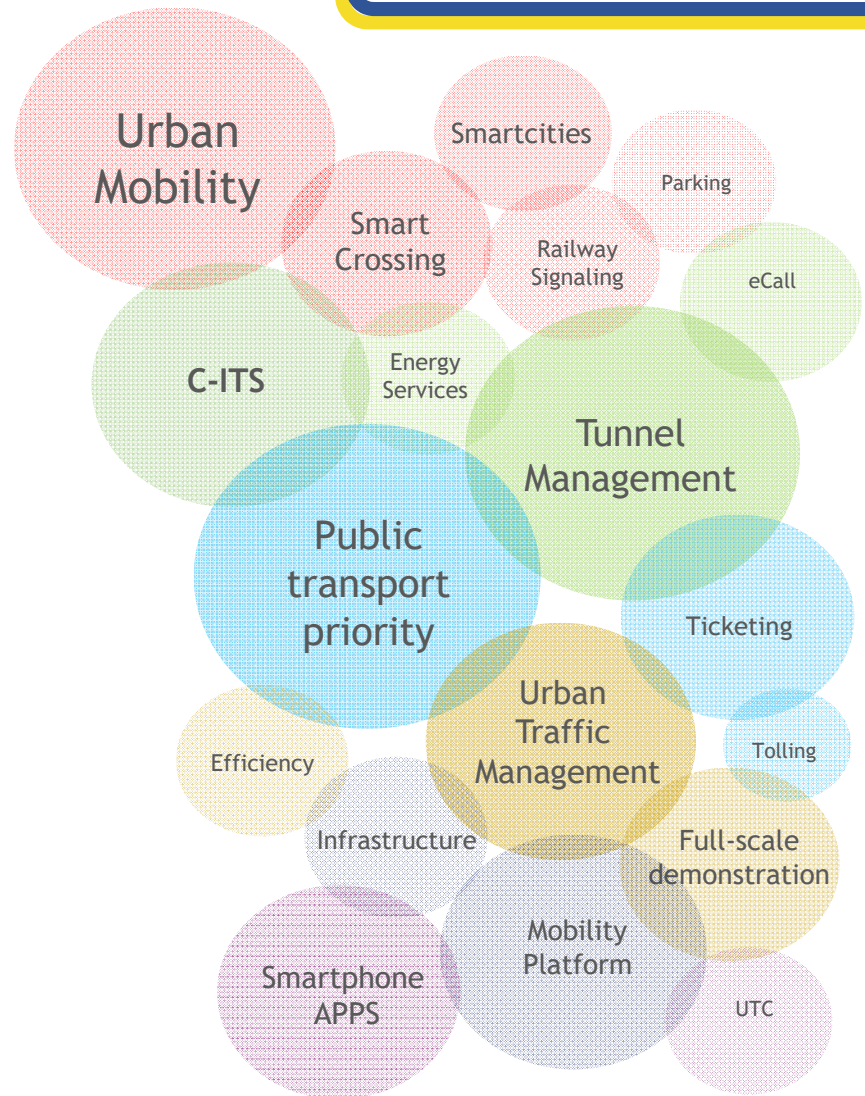 Urban
Mobility
Smartcities
Parking
Smart
Crossing
Railway
Signaling
eCall
C-ITS
Energy
Services
Tunnel
Management
Public
transport
priority
Ticketing
Urban
Traffic
Management
Tolling
Efficiency
Infrastructure
Full-scale
demonstration
Mobility
Platform
Smartphone
APPS
UTC